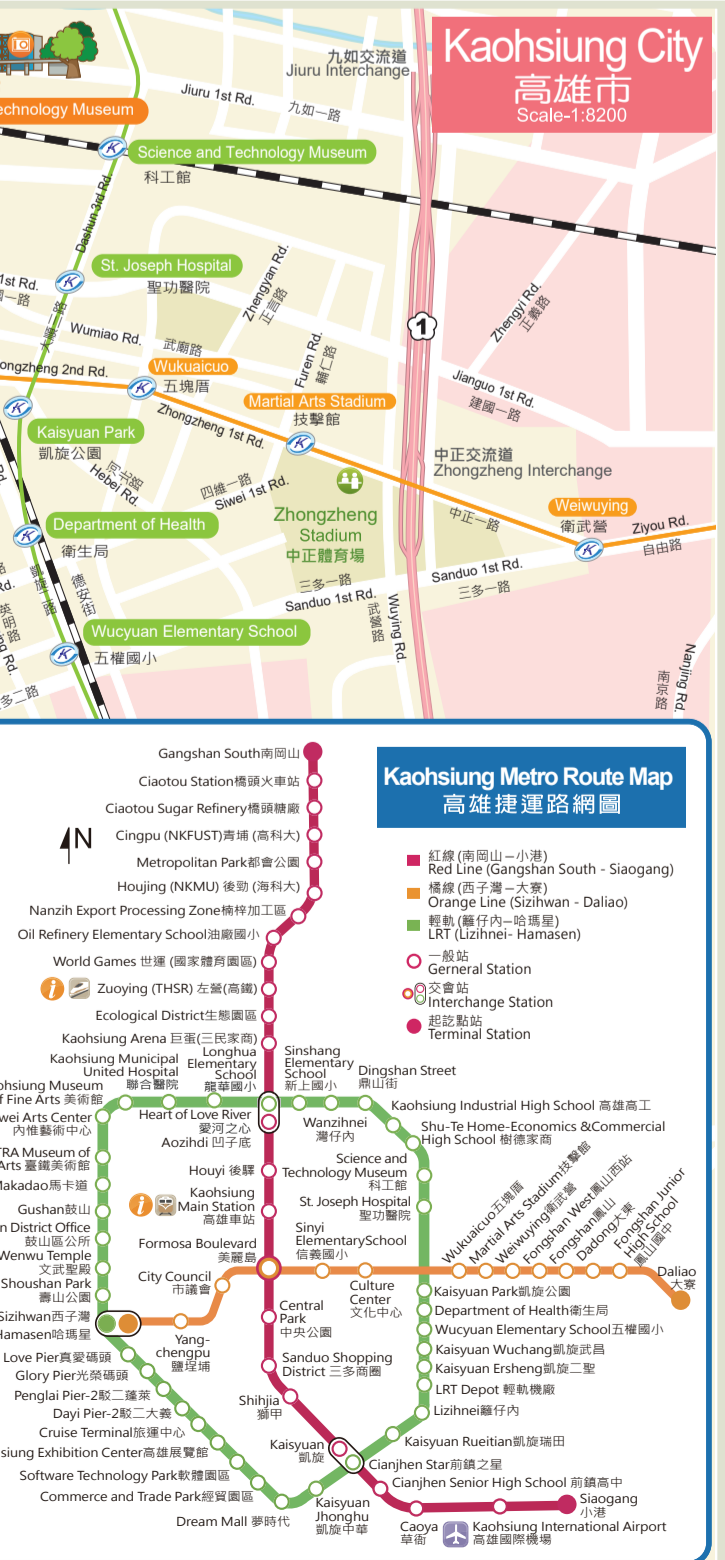 Kaohsiung City
高雄市
Scale-1:8200
九如交流道
Jiuru Interchange
Jiuru 1st Rd.
九如一路
echnology Museum
Science and Technology Museum
科工館
Dashun 3rd Rd.
St. Joseph Hospital
聖功醫院
Zhengyan Rd.
正言路
Zhengyi Rd.
正義路
1st Rd.
國一路
大順三路
Wumiao Rd.
武廟路
Furen Rd.
輔仁路
1
ongzheng 2nd Rd.
Wukuaicuo
五塊厝
Jianguo 1st Rd.
建國一路
Martial Arts Stadium
技擊館
Zhongzheng 1st Rd.
Kaisyuan Park
凱旋公園
河北路
Hebei Rd.
四維一路
Siwei 1st Rd.
中正交流道
Zhongzheng Interchange
Zhongzheng
Stadium
中正體育場
中正一路
Weiwuying
衛武營
Ziyou Rd.
自由路
Department of Health
衛生局
凱旋二路
德安街
英明路
Rd.
三多一路
Sanduo 1st Rd.
Sanduo 1st Rd.
三多一路
武營路
Wuying Rd.
Wucyuan Elementary School
五權國小
多二路
Nanjing Rd.
南京路
Kaohsiung Metro Route Map
高雄捷運路網圖
紅線(南岡山–小港)
Red Line (Gangshan South - Siaogang)
橘線(西子灣–大寮)
Orange Line (Sizihwan - Daliao)
輕軌(籬仔內–哈瑪星)
LRT (Lizihnei- Hamasen)
一般站
Gerneral Station
交會站
Interchange Station
起訖點站
Terminal Station
N
Gangshan South南岡山
Ciaotou Station橋頭火車站
Ciaotou Sugar Refinery橋頭糖廠
Cingpu (NKFUST)青埔 (高科大)
Metropolitan Park都會公園
Houjing (NKMU) 後勁 (海科大)
Nanzih Export Processing Zone楠梓加工區
Oil Refinery Elementary School油廠國小
World Games 世運 (國家體育園區)
Zuoying (THSR) 左營(高鐵)
Ecological District生態園區
Kaohsiung Arena 巨蛋(三民家商)
Kaohsiung Municipal
United Hospital
聯合醫院
Longhua
Elementary
School
龍華國小
Sinshang
Elementary
School
新上國小
Dingshan Street
鼎山街
ohsiung Museum
of Fine Arts 美術館
wei Arts Center
內惟藝術中心
Heart of Love River
愛河之心
Aozihdi 凹子底
Wanzihnei
灣仔內
Kaohsiung Industrial High School 高雄高工
Shu-Te Home-Economics &Commercial
High School 樹德家商
TRA Museum of
Arts 臺鐵美術館
Makadao馬卡道
Houyi 後驛
Science and
Technology Museum
科工館
Gushan鼓山
Kaohsiung
Main Station
高雄車站
St. Joseph Hospital
聖功醫院
n District Office
鼓山區公所
Wenwu Temple
文武聖殿
Formosa Boulevard
美麗島
Sinyi
ElementarySchool
信義國小
Wukuaicuo五塊厝
Martial Arts Stadium技擊館
Weiwuying衛武營
Fongshan West鳳山西站
Fongshan鳳山
Dadong大東
Fongshan Junior
High School
鳳山國中
Daliao
大寮
Shoushan Park
壽山公園
City Council
市議會
Culture
Center
文化中心
Kaisyuan Park凱旋公園
Department of Health衛生局
Wucyuan Elementary School五權國小
Kaisyuan Wuchang凱旋武昌
Kaisyuan Ersheng凱旋二聖
LRT Depot 輕軌機廠
Lizihnei籬仔內
Sizihwan西子灣
Hamasen哈瑪星
Yang-
chengpu
鹽埕埔
Central
Park
中央公園
Sanduo Shopping
District 三多商圈
Love Pier真愛碼頭
Glory Pier光榮碼頭
Penglai Pier-2駁二蓬萊
Dayi Pier-2駁二大義
Cruise Terminal旅運中心
siung Exhibition Center高雄展覽館
Software Technology Park軟體園區
Commerce and Trade Park經貿園區
Dream Mall 夢時代
Shihjia
獅甲
Kaisyuan
凱旋
Kaisyuan Rueitian凱旋瑞田
Cianjhen Star前鎮之星
Cianjhen Senior High School 前鎮高中
Kaisyuan
Jhonghu
凱旋中華
Caoya
草衙
Kaohsiung International Airport
高雄國際機場
Siaogang
小港